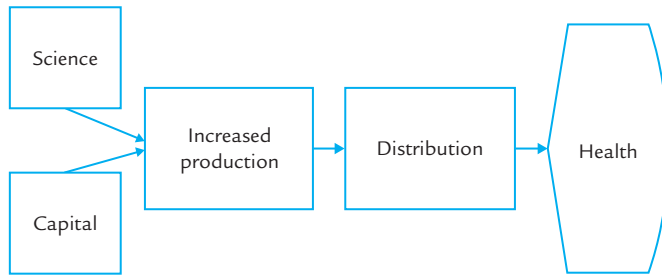 Science
Capital
Increased
production
Distribution
Health